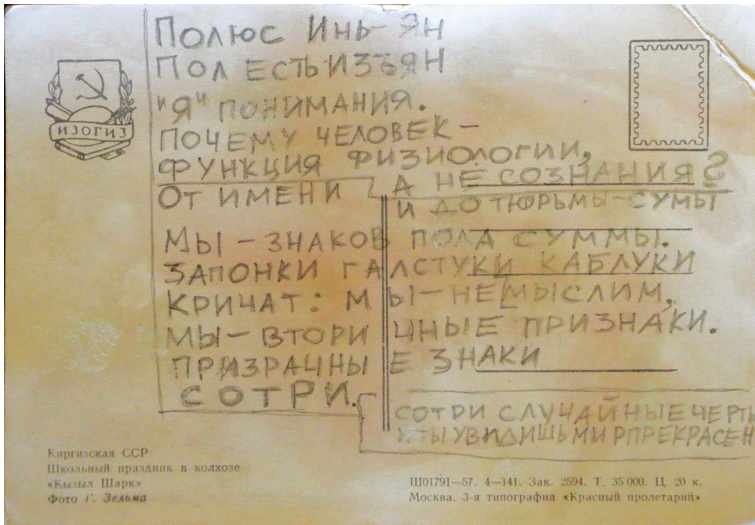 ПОЛЮС ИНЬ-ЯН
ПОЛ ЕСТЬ ИЗЪЯН
"Я" ПОНИМАНИЯ.
ПОЧЕМУ ЧЕЛОВЕК-
ФУНКЦИЯ ФИЗИОЛОГИИ,
А НЕ СОЗНАНИЯ?
ОТ ИМЕНИ И ДО ТЮРЬМЫ-СУМЫ
МЫ-ЗНАКОВ ПОЛА СУММЫ.
ЗАПОНКИ ГАЛСТУКИ КАБЛУКИ
КРИЧАТ: МЫ-НЕМЫСЛИМ,
МЫ-ВТОРИЧНЫЕ ПРИЗНАКИ.
ПРИЗРАЧНЫЕ ЗНАКИ
СОТРИ.
СОТРИ СЛУЧАЙНЫЕ ЧЕРТЫ
И ТЫ УВИДИШЬ МИР ПРЕКРАСЕН
ИЗОГИЗ
Киргизская ССР
Школьный праздник в колхозе
«Кызыл Шарк»
Фото Г. Зельма
Ш01791—57. 4—141. Зак. 2594. Т. 35 000. Ц. 20 к.
Москва. 3-я типография «Красный пролетарий»